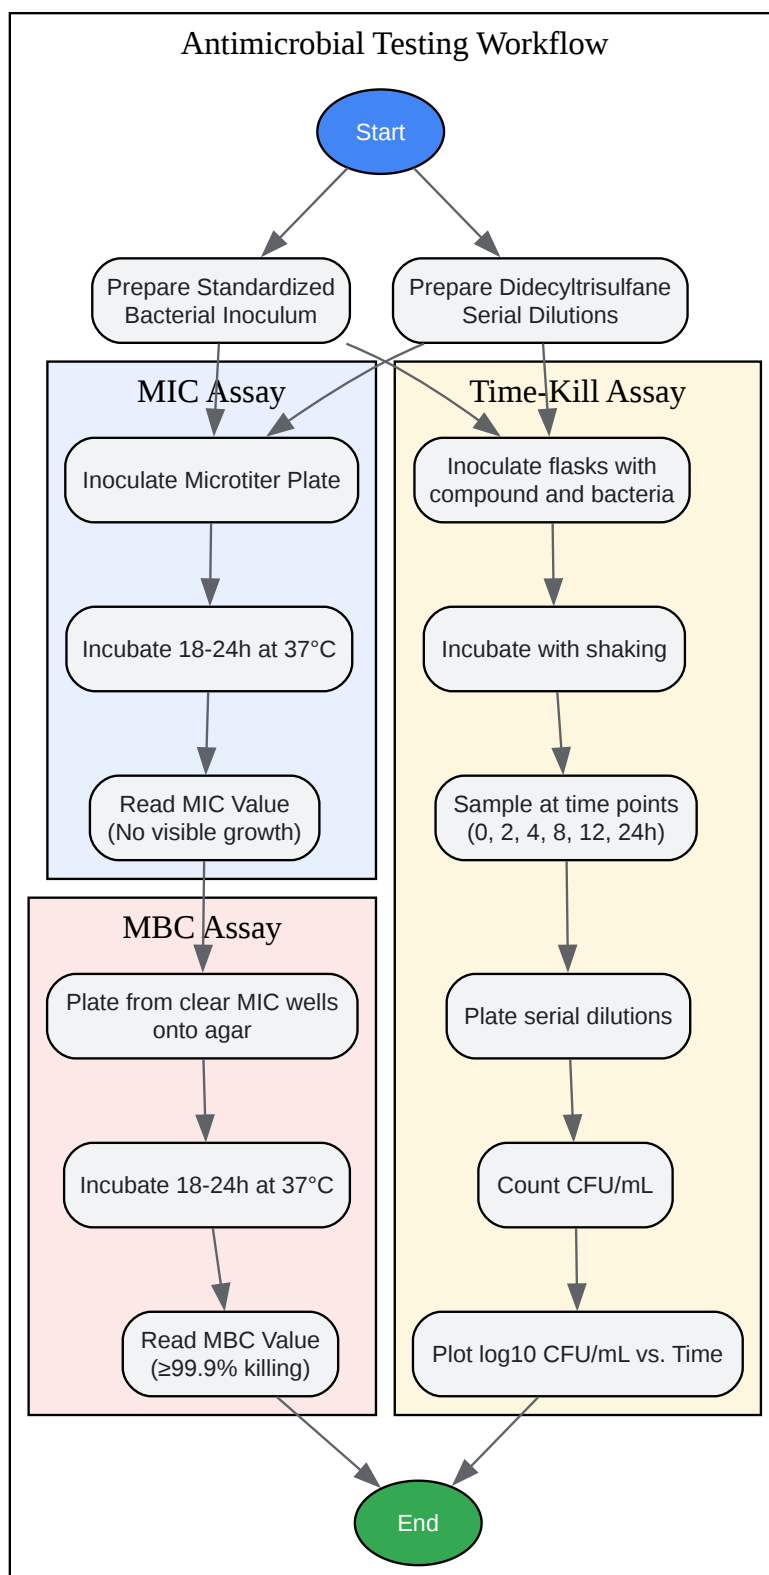 Antimicrobial Testing Workflow
Start
Prepare Standardized
Bacterial Inoculum
Prepare Didecyltrisulfane
Serial Dilutions
MIC Assay
Inoculate Microtiter Plate
Incubate 18-24h at 37°C
Read MIC Value
(No visible growth)
MBC Assay
Plate from clear MIC wells
onto agar
Incubate 18-24h at 37°C
Read MBC Value
(≥99.9% killing)
Time-Kill Assay
Inoculate flasks with
compound and bacteria
Incubate with shaking
Sample at time points
(0, 2, 4, 8, 12, 24h)
Plate serial dilutions
Count CFU/mL
Plot log10 CFU/mL vs. Time
End